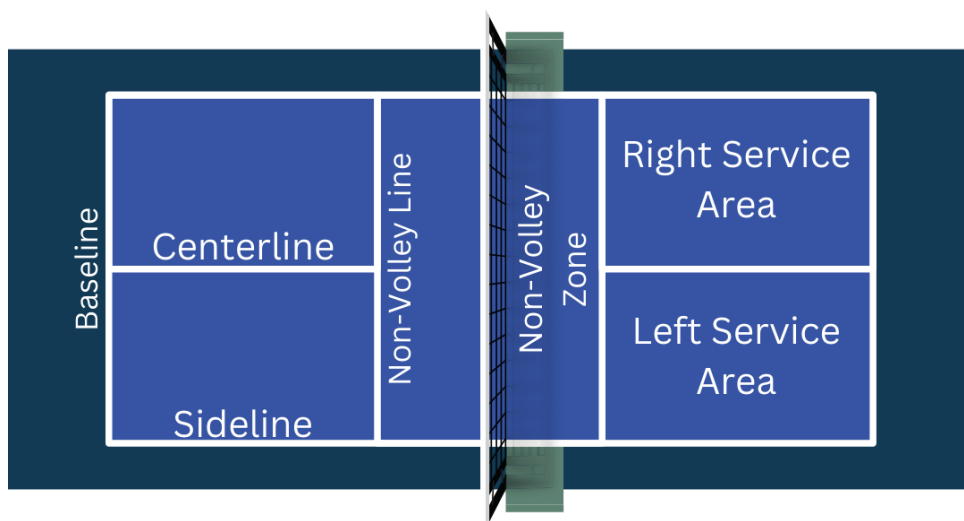 Baseline
Centerline
Sideline
Non-Volley Line
Non-Volley
Zone
Right Service
Area
Left Service
Area